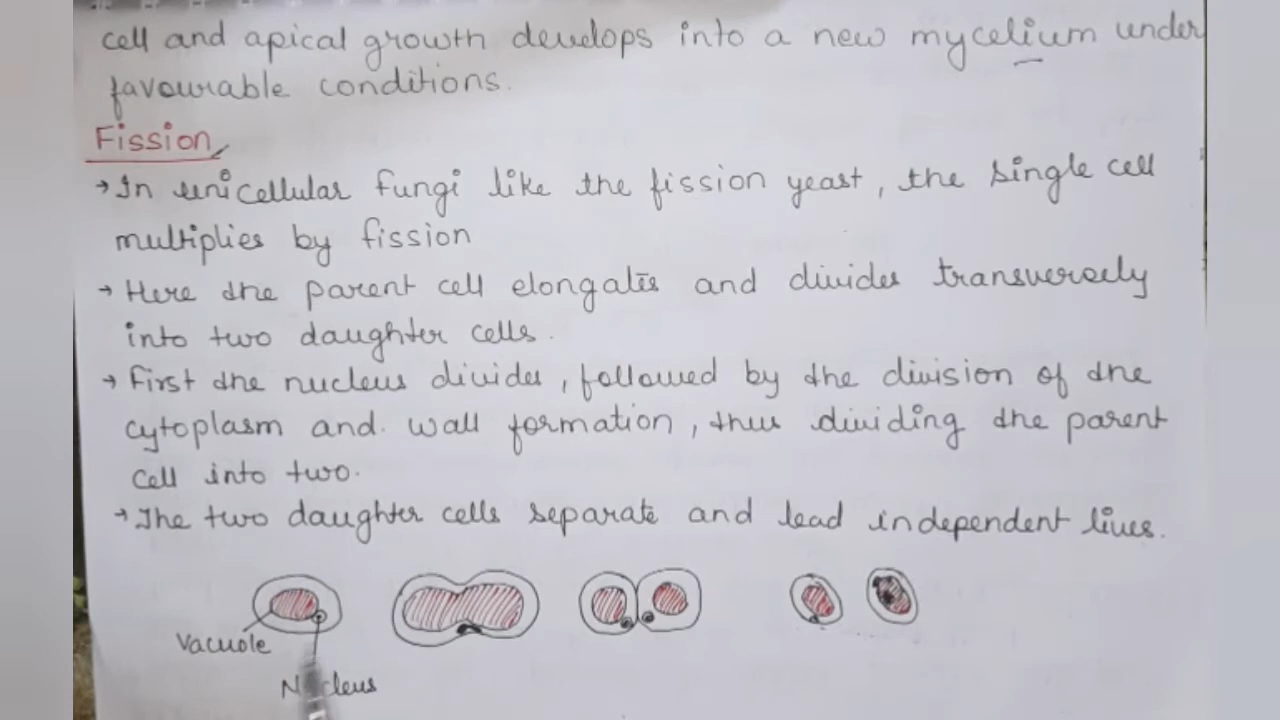 cell and apical growth develops into a new mycelium under
favourable conditions.
Fission
→ In unicellular fungi like the fission yeast, the single cell
multiplies by fission
→ Here the parent cell elongates and divides transversely
into two daughter cells.
→ First the nucleus divides, followed by the division of the
cytoplasm and wall formation, thus dividing the parent
cell into two.
→ The two daughter cells separate and lead independent lives.
Vacuole
Nucleus